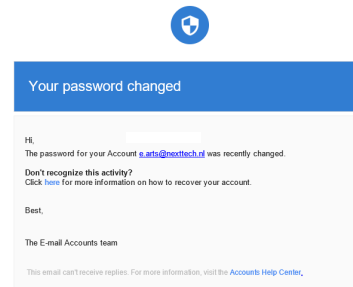 Your password changed
Hi,
The password for your Account e.arts@nexttech.nl was recently changed.
Don't recognize this activity?
Click here for more information on how to recover your account.
Best,
The E-mail Accounts team
This email can't receive replies. For more information, visit the Accounts Help Center.